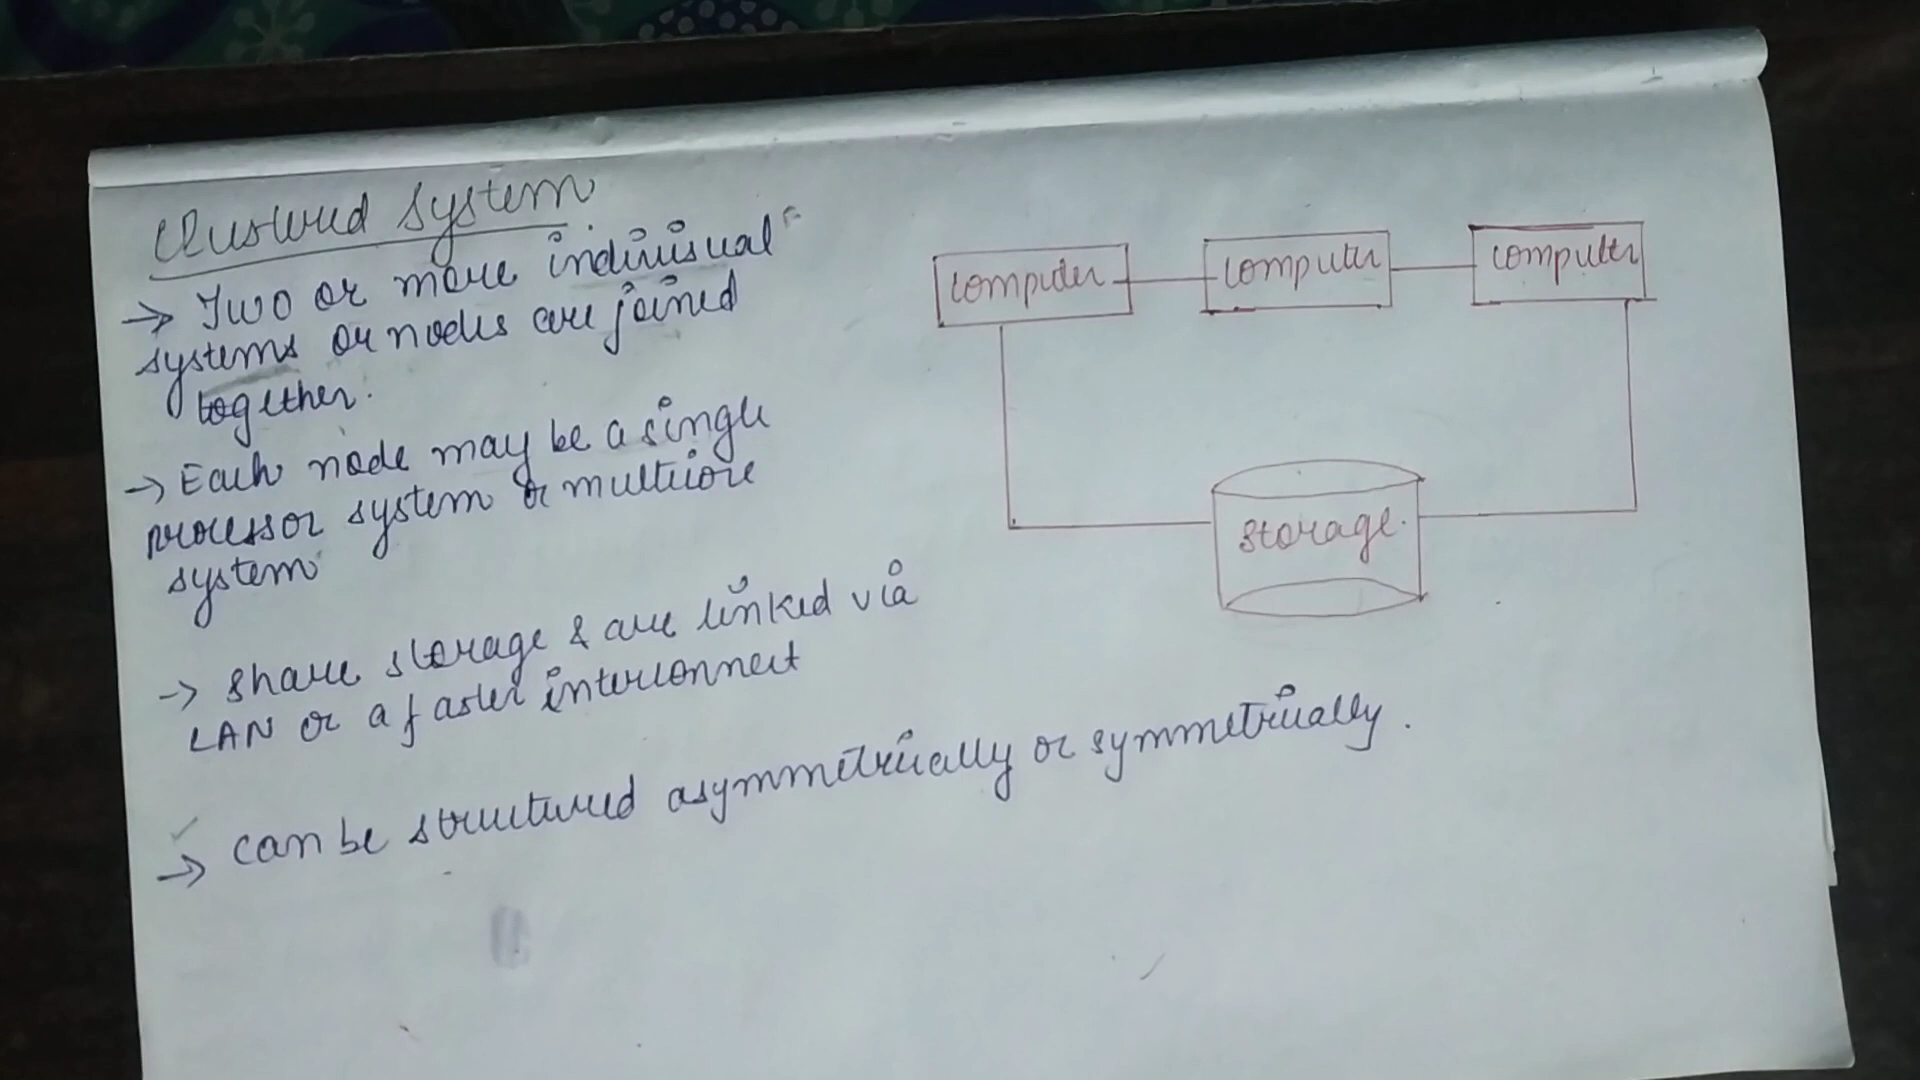 Clustered System
→ Two or more indivisual
systems or nodes are joined
together.
→ Each node may be a single
processor system or multicore
system
→ Share storage & are linked via
LAN or a faster interconnect
→ can be structured asymmetrically or symmetrically.
computer
computer
computer
storage.